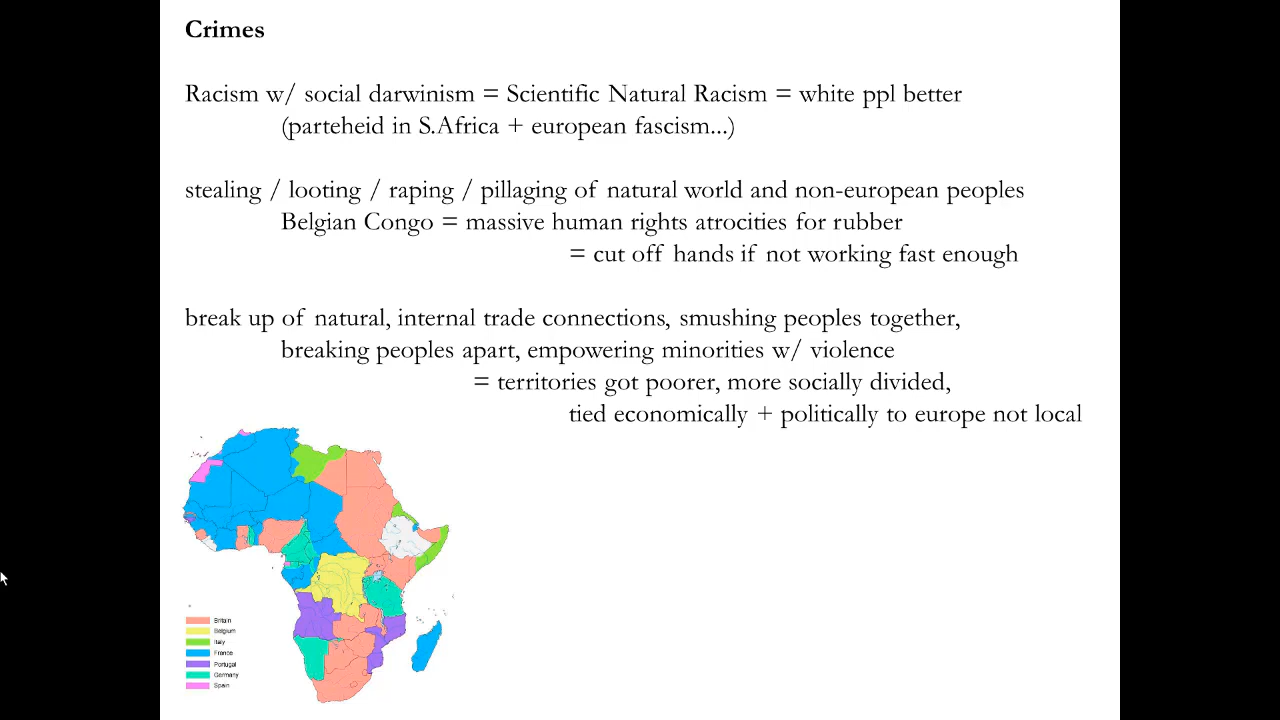 Crimes
Racism w/ social darwinism = Scientific Natural Racism = white ppl better
(parteheid in S.Africa + european fascism...)
stealing / looting / raping / pillaging of natural world and non-european peoples
Belgian Congo = massive human rights atrocities for rubber
= cut off hands if not working fast enough
break up of natural, internal trade connections, smushing peoples together,
breaking peoples apart, empowering minorities w/ violence
= territories got poorer, more socially divided,
tied economically + politically to europe not local
Britain
Belgium
Italy
France
Portugal
Germany
Spain